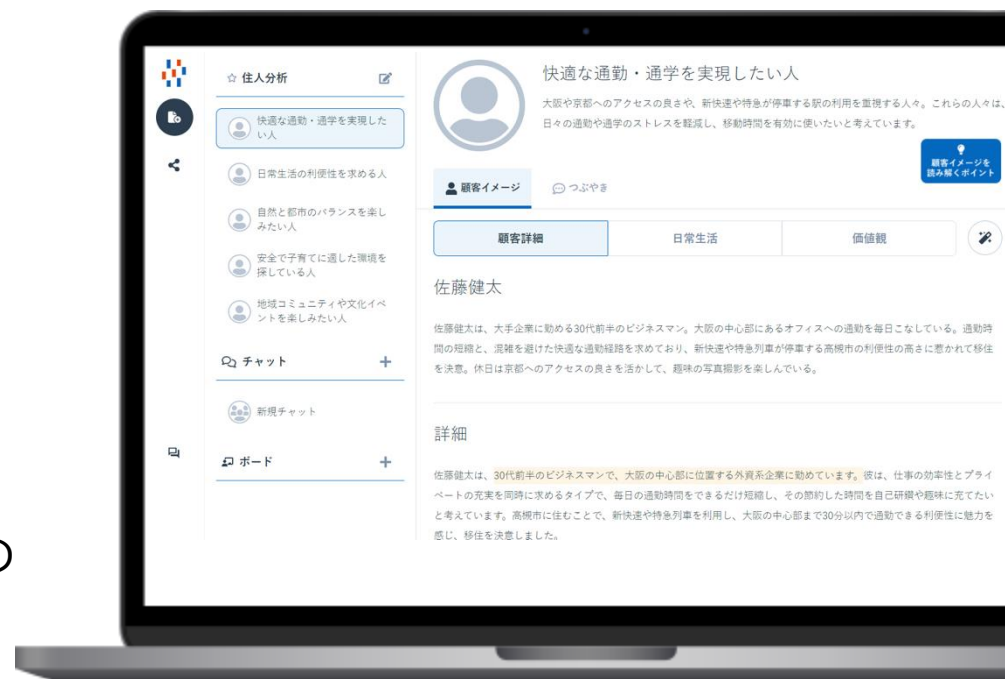 住人分析
快適な通勤・通学を実現した
い人
日常生活の利便性を求める人
自然と都市のバランスを楽し
みたい人
安全で子育てに適した環境を
探している人
地域コミュニティや文化イベ
ントを楽しみたい人
チャット
+
新規チャット
ボード
+
快適な通勤・通学を実現したい人
大阪や京都へのアクセスの良さや、新快速や特急が停車する駅の利用を重視する人々。これらの人々は、
日々の通勤や通学のストレスを軽減し、移動時間を有効に使いたいと考えています。
顧客イメージを
読み解くポイント
顧客イメージ
つぶやき
顧客詳細
日常生活
価値観
佐藤健太
佐藤健太は、大手企業に勤める30代前半のビジネスマン。大阪の中心部にあるオフィスへの通勤を毎日こなしている。通勤時
間の短縮と、混雑を避けた快適な通勤経路を求めており、新快速や特急列車が停車する高槻市の利便性の高さに惹かれて移住
を決意。休日は京都へのアクセスの良さを活かして、趣味の写真撮影を楽しんでいる。
詳細
佐藤健太は、30代前半のビジネスマンで、大阪の中心部に位置する外資系企業に勤めています。彼は、仕事の効率性とプライ
ベートの充実を同時に求めるタイプで、毎日の通勤時間をできるだけ短縮し、その節約した時間を自己研鑽や趣味に充てたい
と考えています。高槻市に住むことで、新快速や特急列車を利用し、大阪の中心部まで30分以内で通勤できる利便性に魅力を
感じ、移住を決意しました。